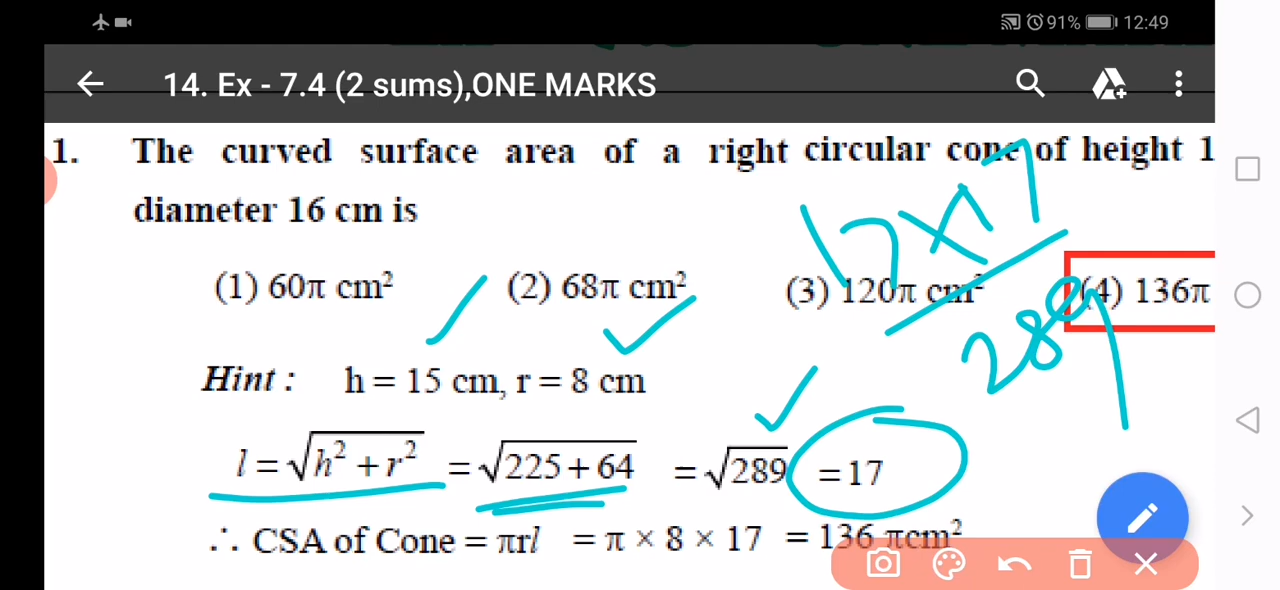 91% 12:49
14. Ex - 7.4 (2 sums),ONE MARKS
1. The curved surface area of a right circular cone of height 1
diameter 16 cm is
17 x 17
(1) 60π cm² (2) 68π cm² (3) 120π cm² (4) 136π
289
Hint : h = 15 cm, r = 8 cm
l = √h² + r² = √225 + 64 = √289 = 17
∴ CSA of Cone = πrl = π × 8 × 17 = 136 πcm²